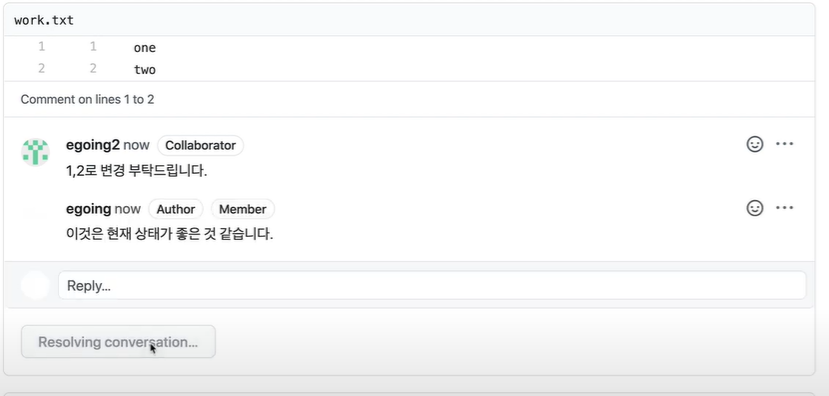 work.txt
1 1 one
2 2 two
Comment on lines 1 to 2
egoing2 now Collaborator
1,2로 변경 부탁드립니다.
egoing now Author Member
이것은 현재 상태가 좋은 것 같습니다.
Reply...
Resolving conversation...